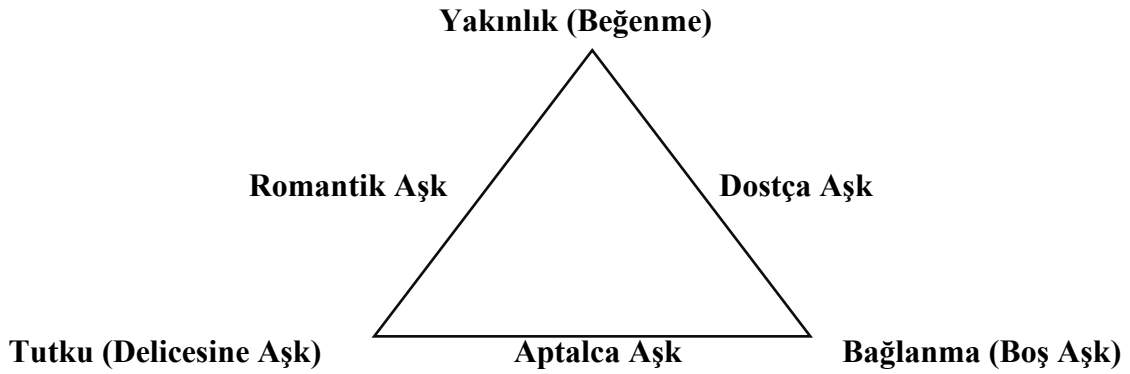 Yakınlık (Beğenme)
Romantik Aşk
Dostça Aşk
Tutku (Delicesine Aşk)
Aptalca Aşk
Bağlanma (Boş Aşk)